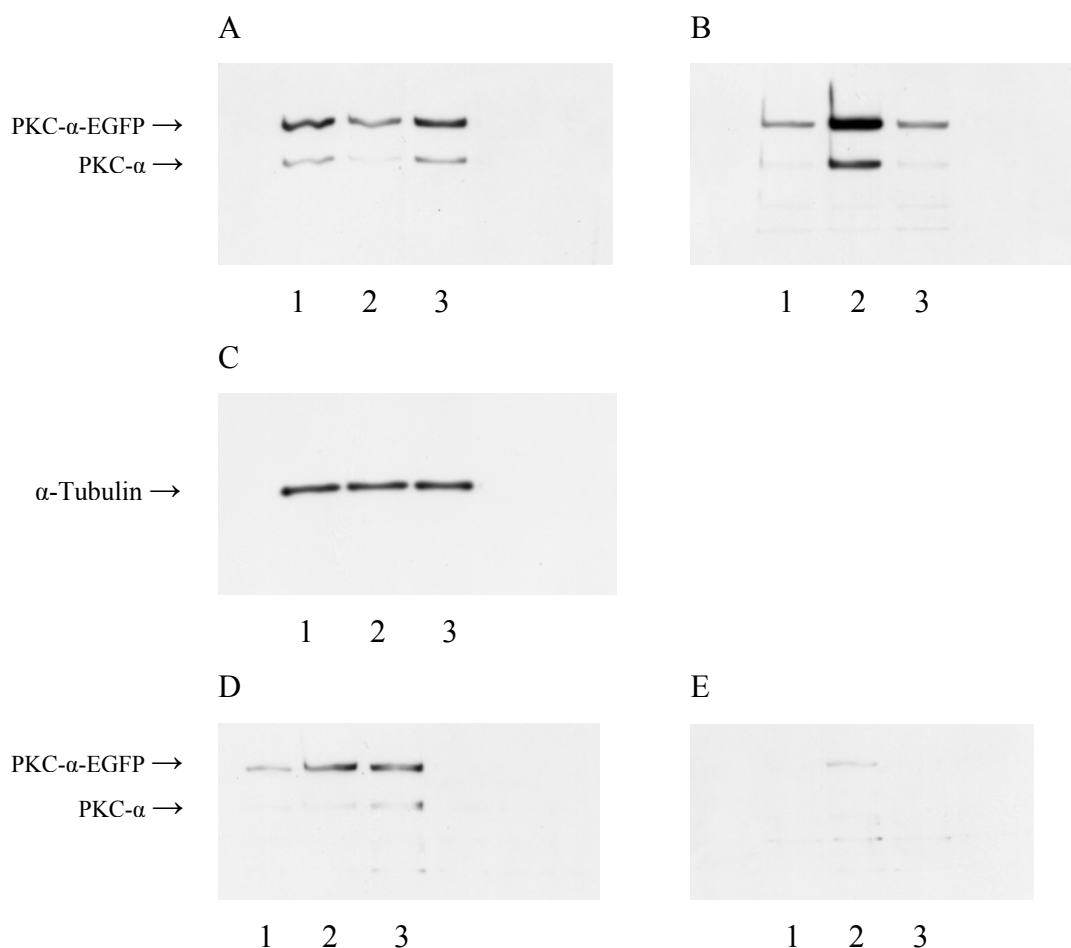 A
B
PKC-α-EGFP →
PKC-α →
1 2 3
1 2 3
C
α-Tubulin →
1 2 3
D
E
PKC-α-EGFP →
PKC-α →
1 2 3
1 2 3